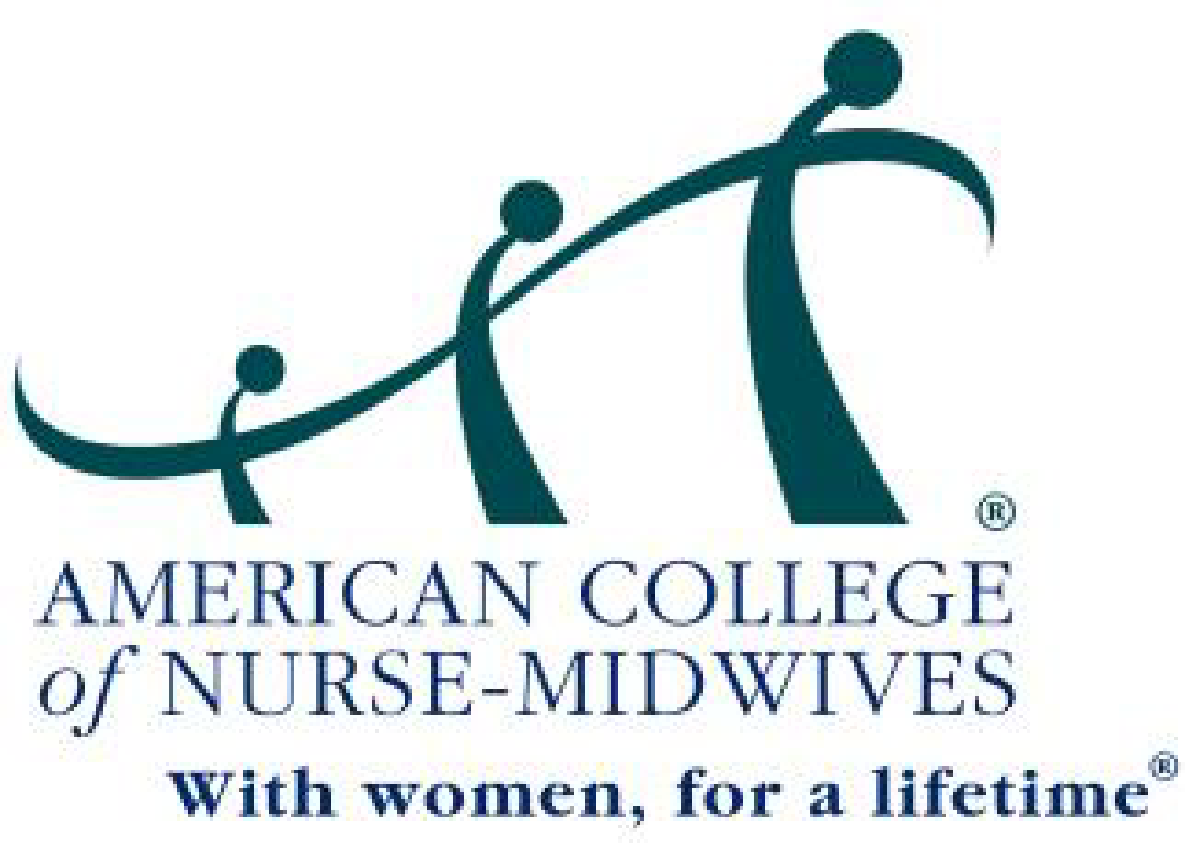 ®
AMERICAN COLLEGE
of NURSE-MIDWIVES
With women, for a lifetime®